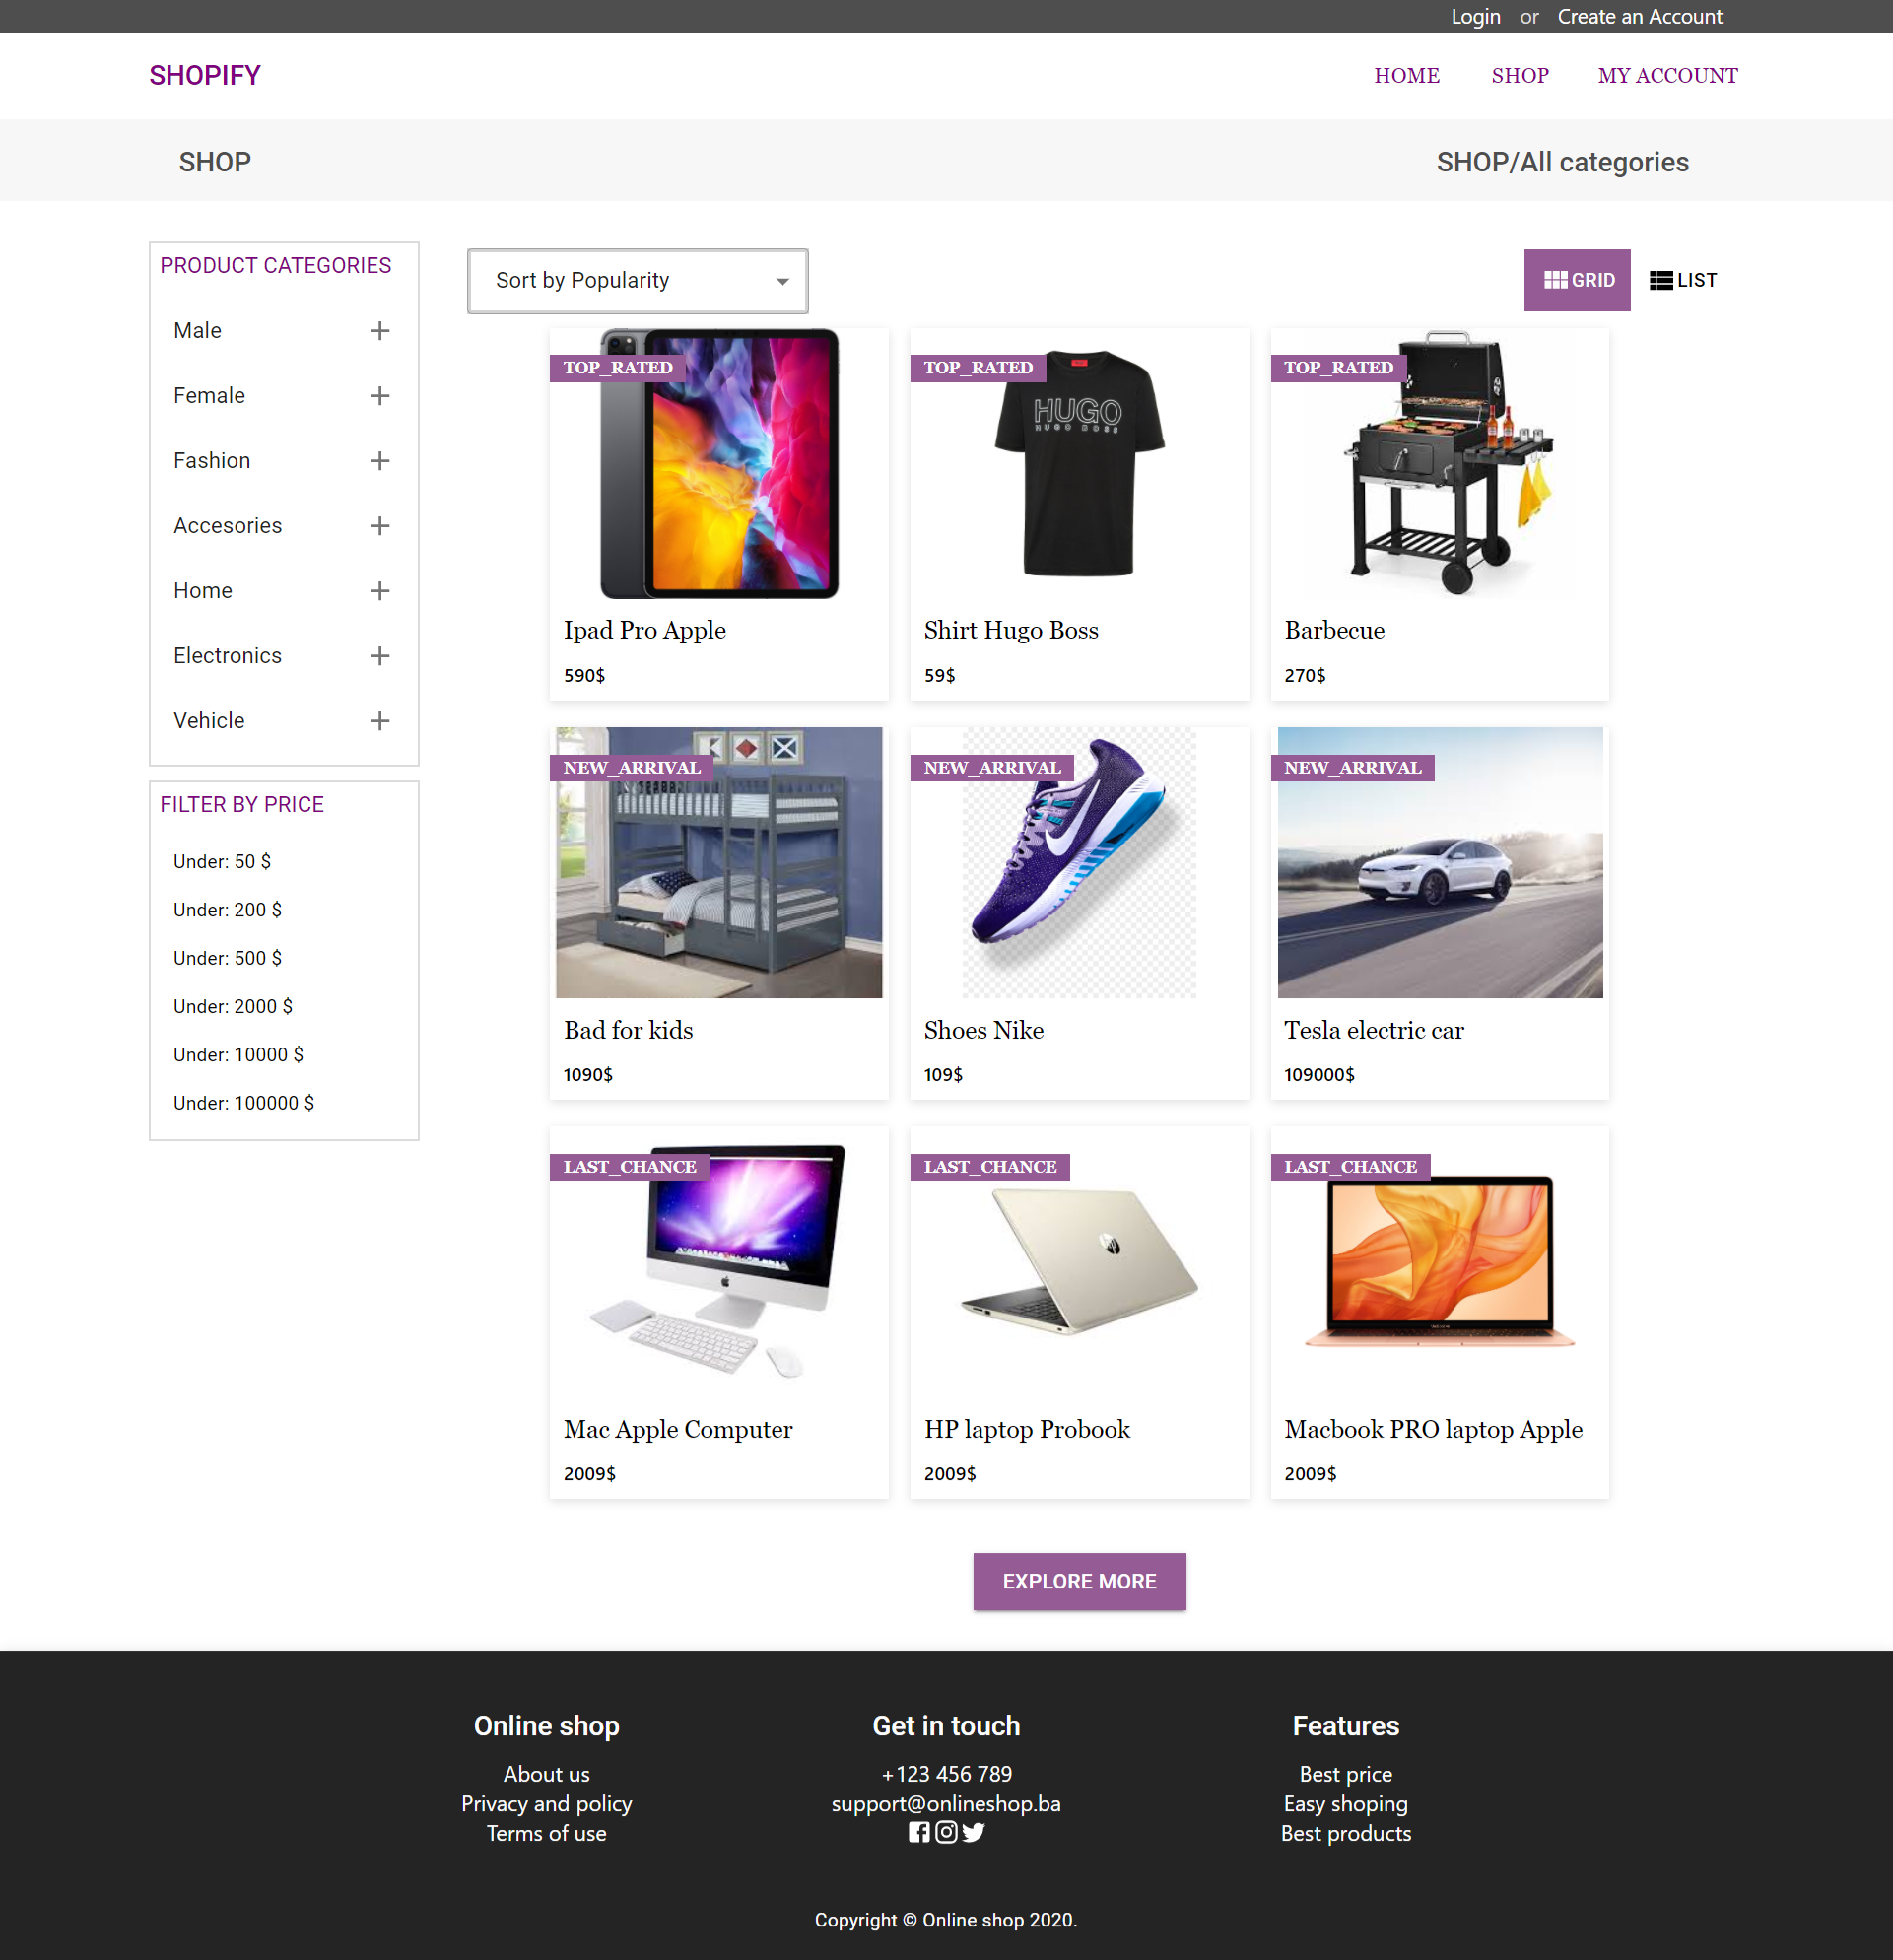 Login or Create an Account
SHOPIFY
HOME SHOP MY ACCOUNT
SHOP
SHOP/All categories
PRODUCT CATEGORIES
Male
Female
Fashion
Accesories
Home
Electronics
Vehicle
FILTER BY PRICE
Under: 50 $
Under: 200 $
Under: 500 $
Under: 2000 $
Under: 10000 $
Under: 100000 $
Sort by Popularity
GRID
LIST
TOP_RATED
Ipad Pro Apple
590$
TOP_RATED
HUGO
HUGO BOSS
Shirt Hugo Boss
59$
TOP_RATED
Barbecue
270$
NEW_ARRIVAL
Bad for kids
1090$
NEW_ARRIVAL
Shoes Nike
109$
NEW_ARRIVAL
Tesla electric car
109000$
LAST_CHANCE
Mac Apple Computer
2009$
LAST_CHANCE
hp
HP laptop Probook
2009$
LAST_CHANCE
Macbook PRO laptop Apple
2009$
EXPLORE MORE
Online shop
About us
Privacy and policy
Terms of use
Get in touch
+123 456 789
support@onlineshop.ba
Features
Best price
Easy shoping
Best products
Copyright © Online shop 2020.